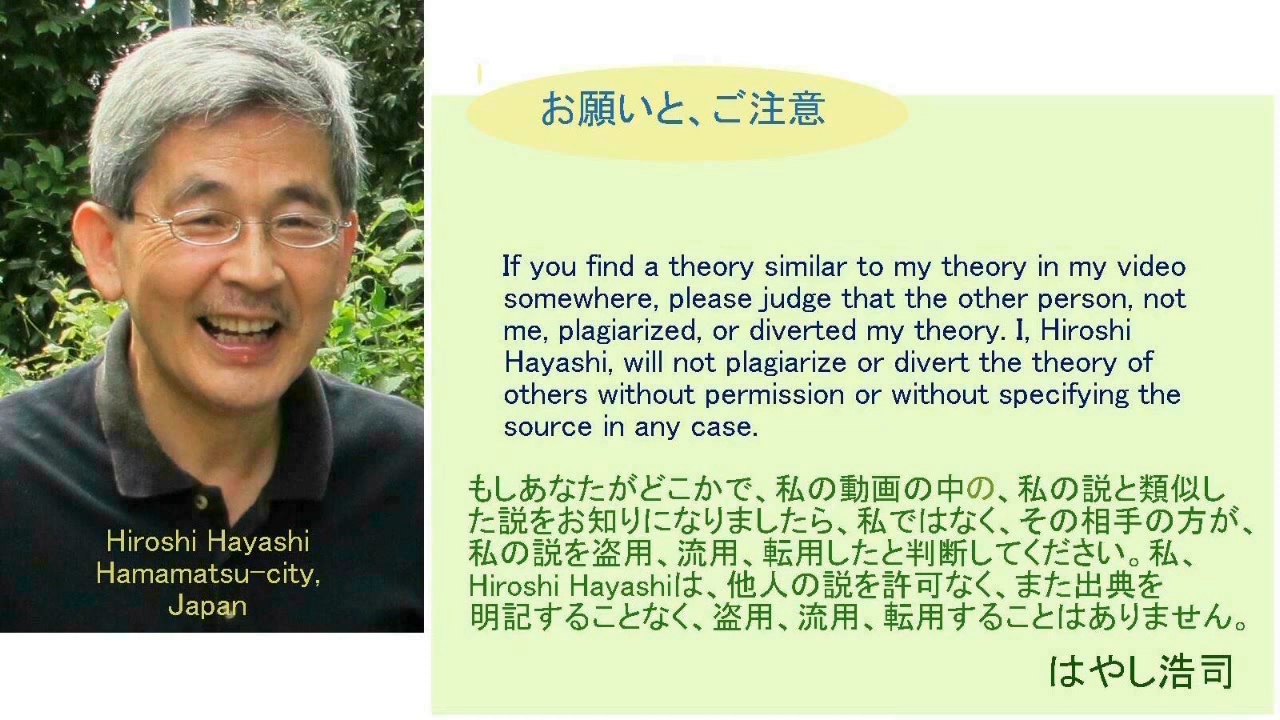 お願いと、ご注意
If you find a theory similar to my theory in my video
somewhere, please judge that the other person, not
me, plagiarized, or diverted my theory. I, Hiroshi
Hayashi, will not plagiarize or divert the theory of
others without permission or without specifying the
source in any case.
もしあなたがどこかで、私の動画の中の、私の説と類似し
た説をお知りになりましたら、私ではなく、その相手の方が、
私の説を盗用、流用、転用したと判断してください。私、
Hiroshi Hayashiは、他人の説を許可なく、また出典を
明記することなく、盗用、流用、転用することはありません。
はやし浩司
Hiroshi Hayashi
Hamamatsu-city,
Japan